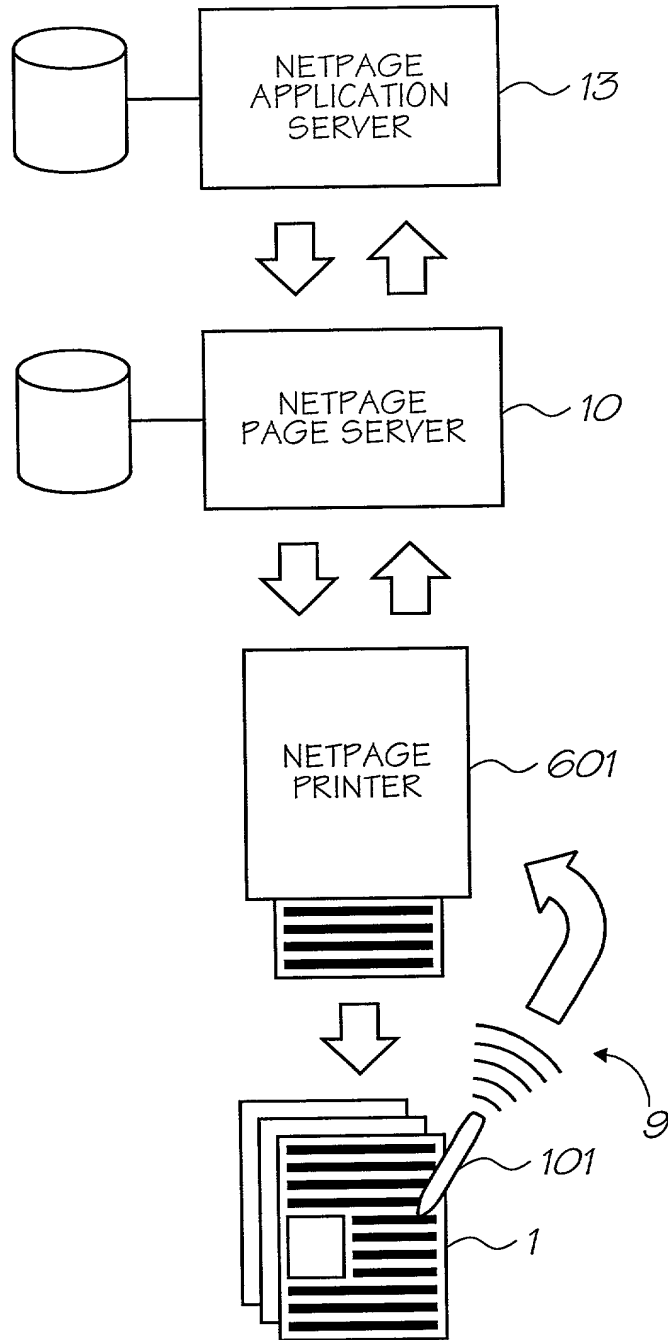 NETPAGE
APPLICATION
SERVER
13
NETPAGE
PAGE SERVER
10
NETPAGE
PRINTER
601
9
101
1